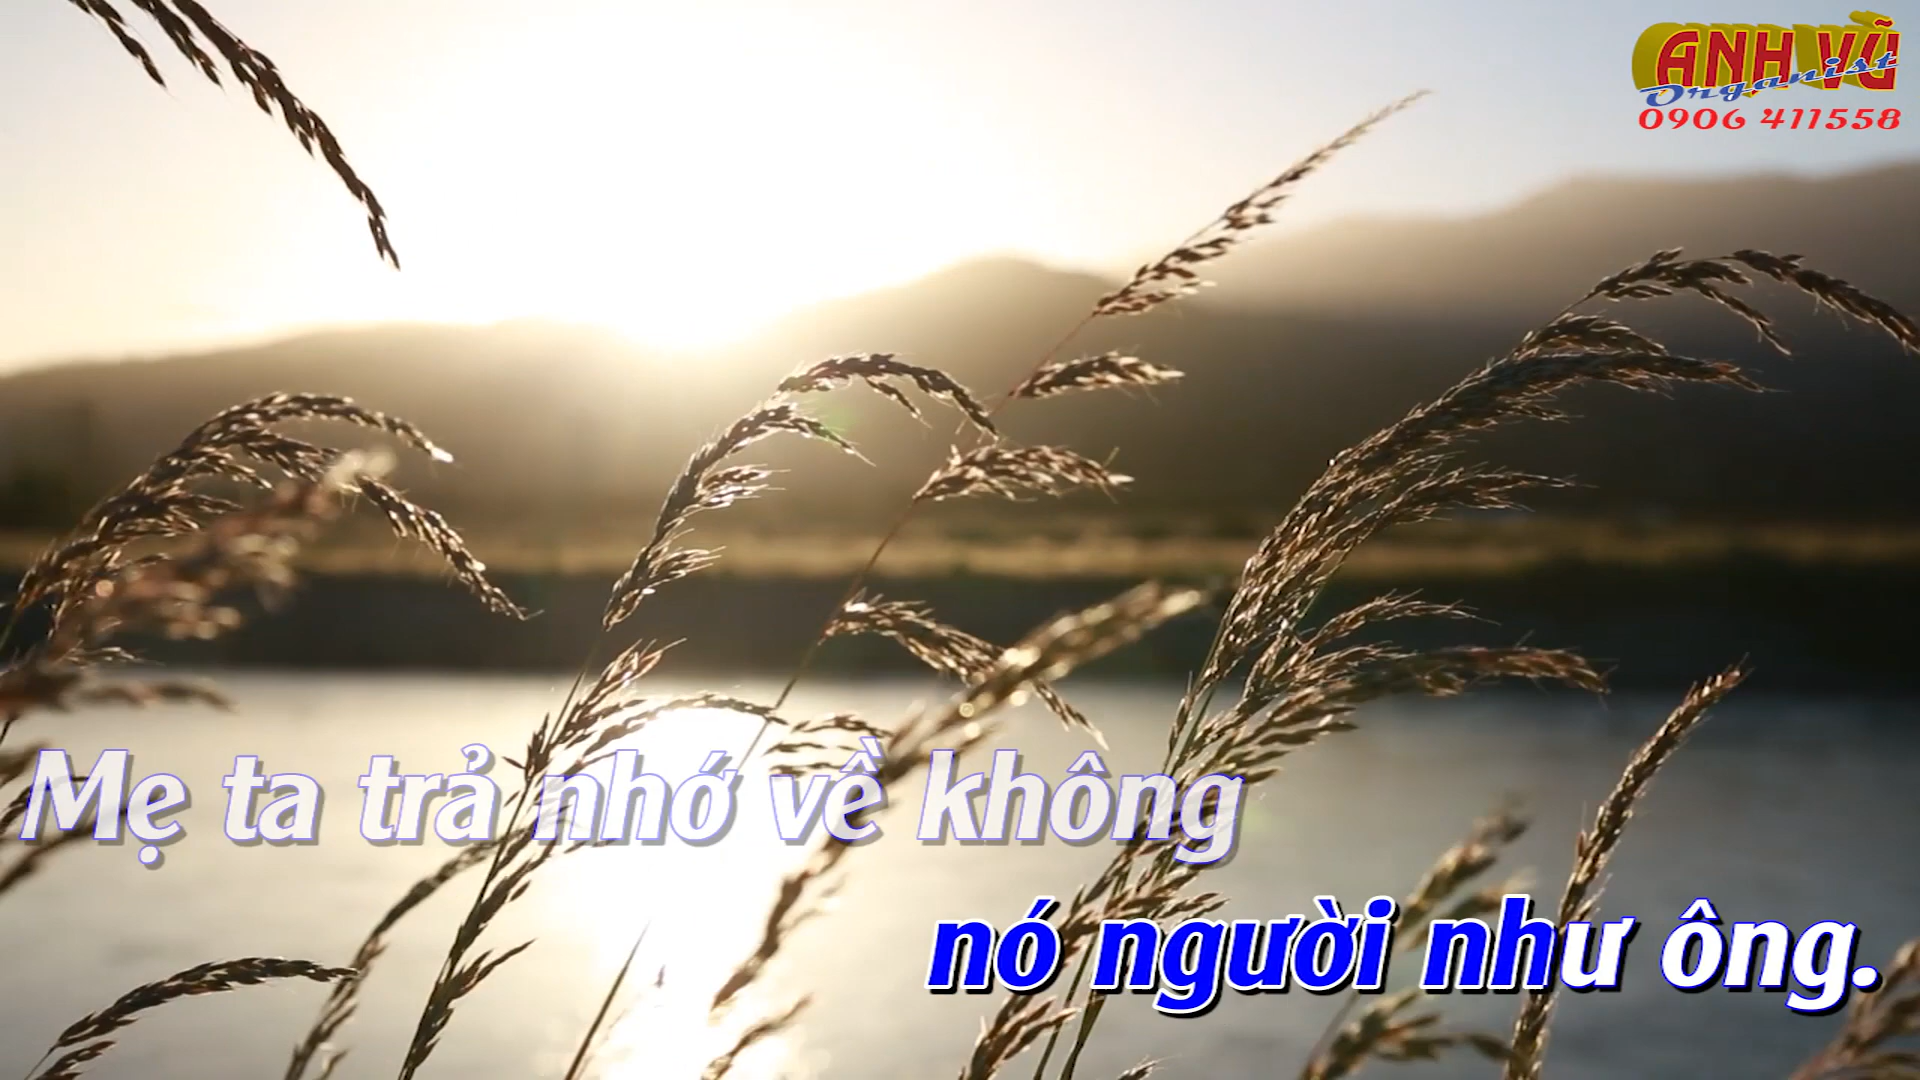 ANH VŨ
Organist
0906 411558
Mẹ ta trả nhớ về không
nó người như ông.